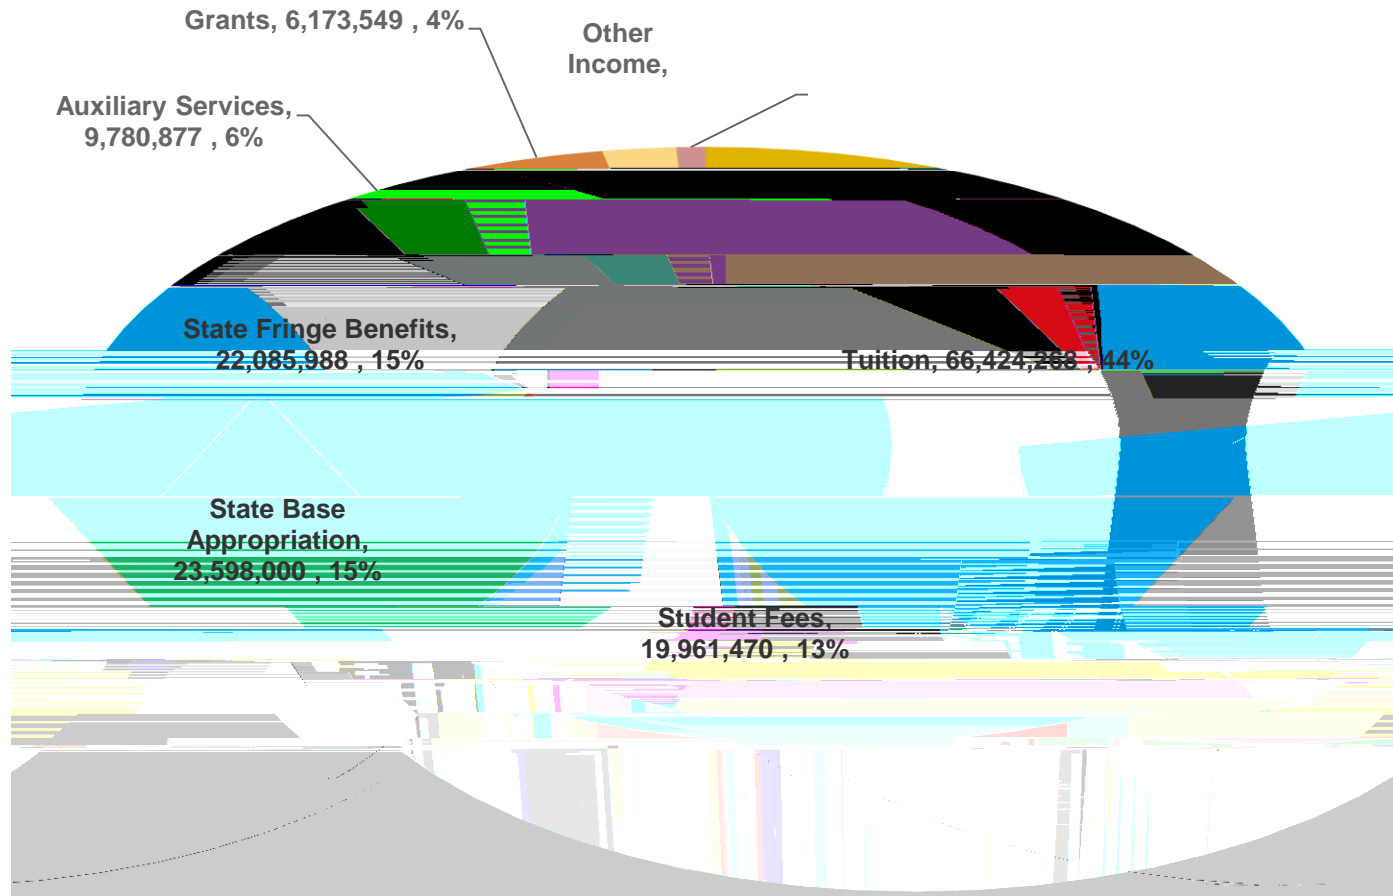 Grants, 6,173,549 , 4%
Other
Income,
Auxiliary Services,
9,780,877 , 6%
State Fringe Benefits,
22,085,988 , 15%
Tuition, 66,424,268 , 44%
State Base
Appropriation,
23,598,000 , 15%
Student Fees,
19,961,470 , 13%